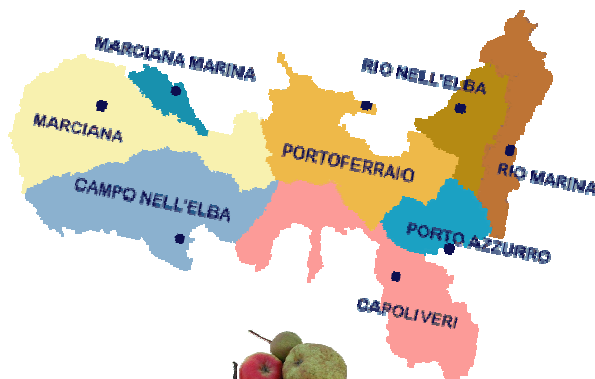 MARCIANA MARINA
RIO NELL'ELBA
MARCIANA
PORTOFERRAIO
RIO MARINA
CAMPO NELL'ELBA
PORTO AZZURRO
CAPOLIVERI